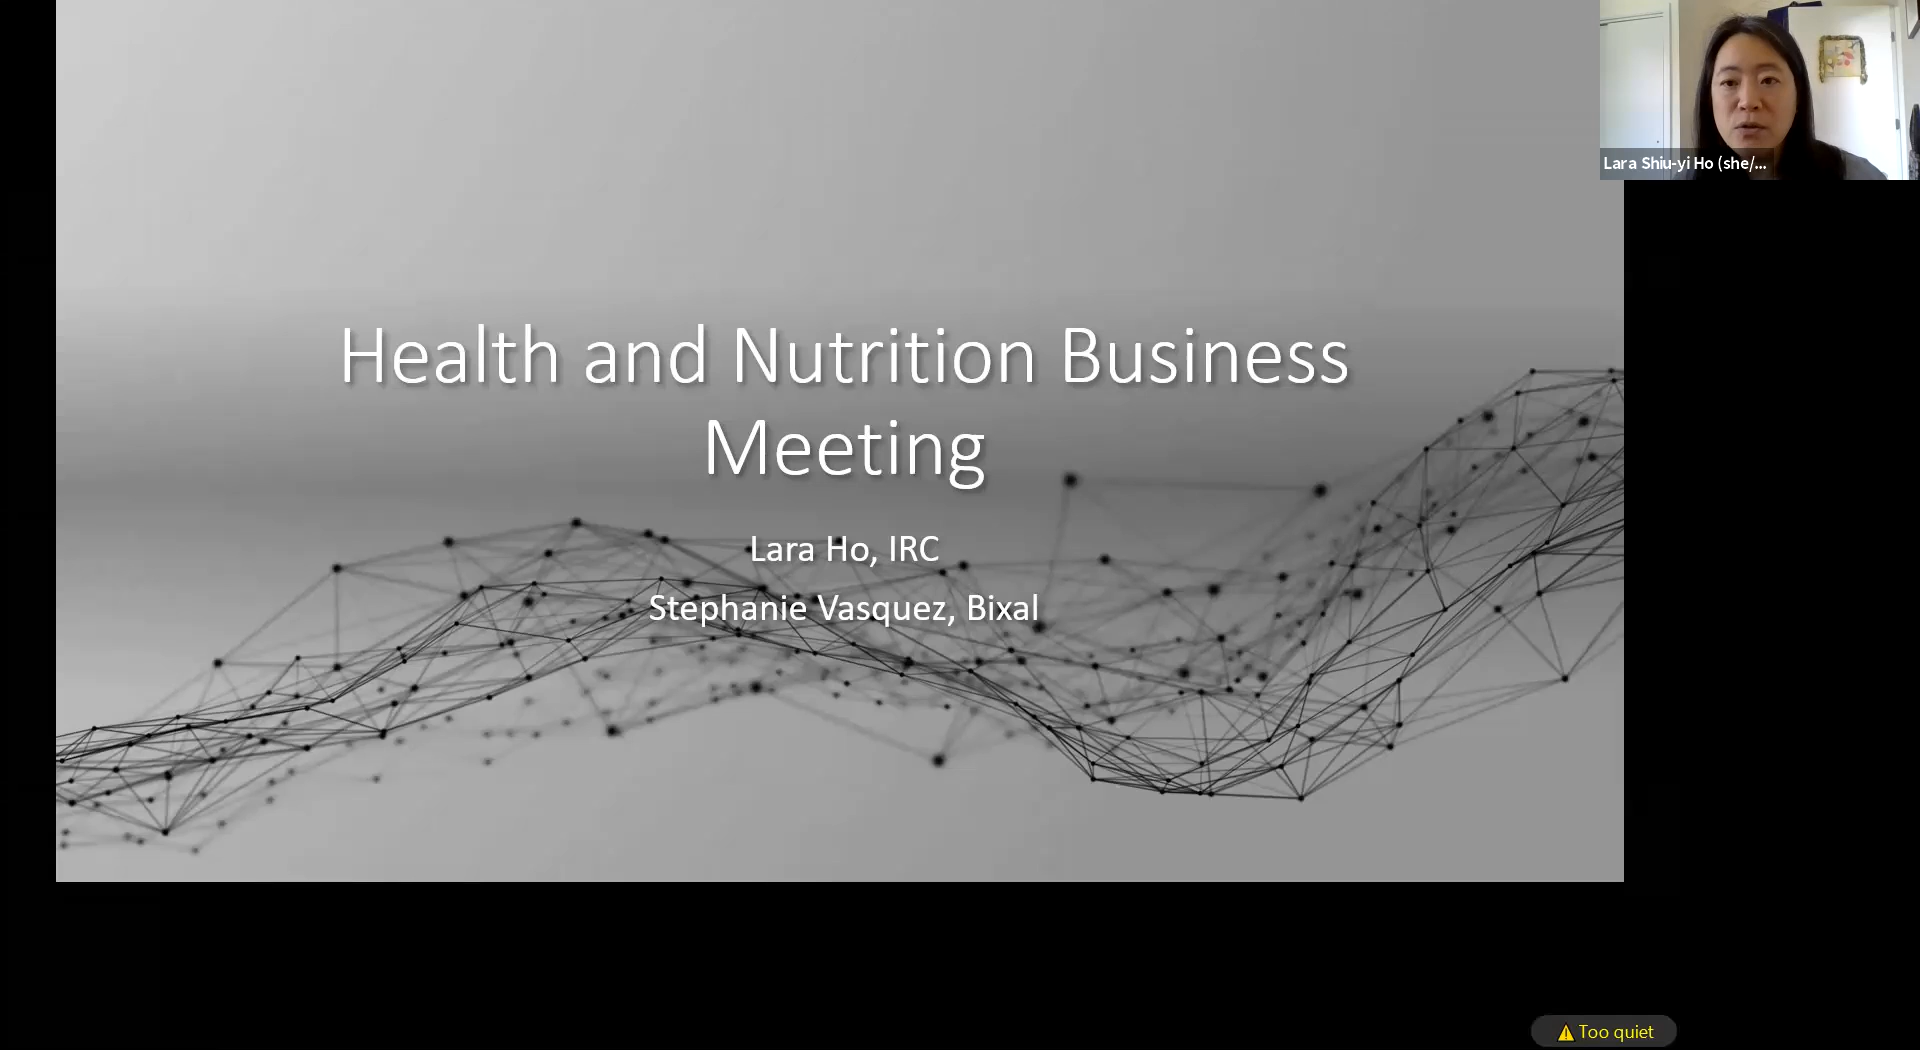 Health and Nutrition Business
Meeting
Lara Ho, IRC
Stephanie Vasquez, Bixal
Lara Shiu-yi Ho (she/...
Too quiet